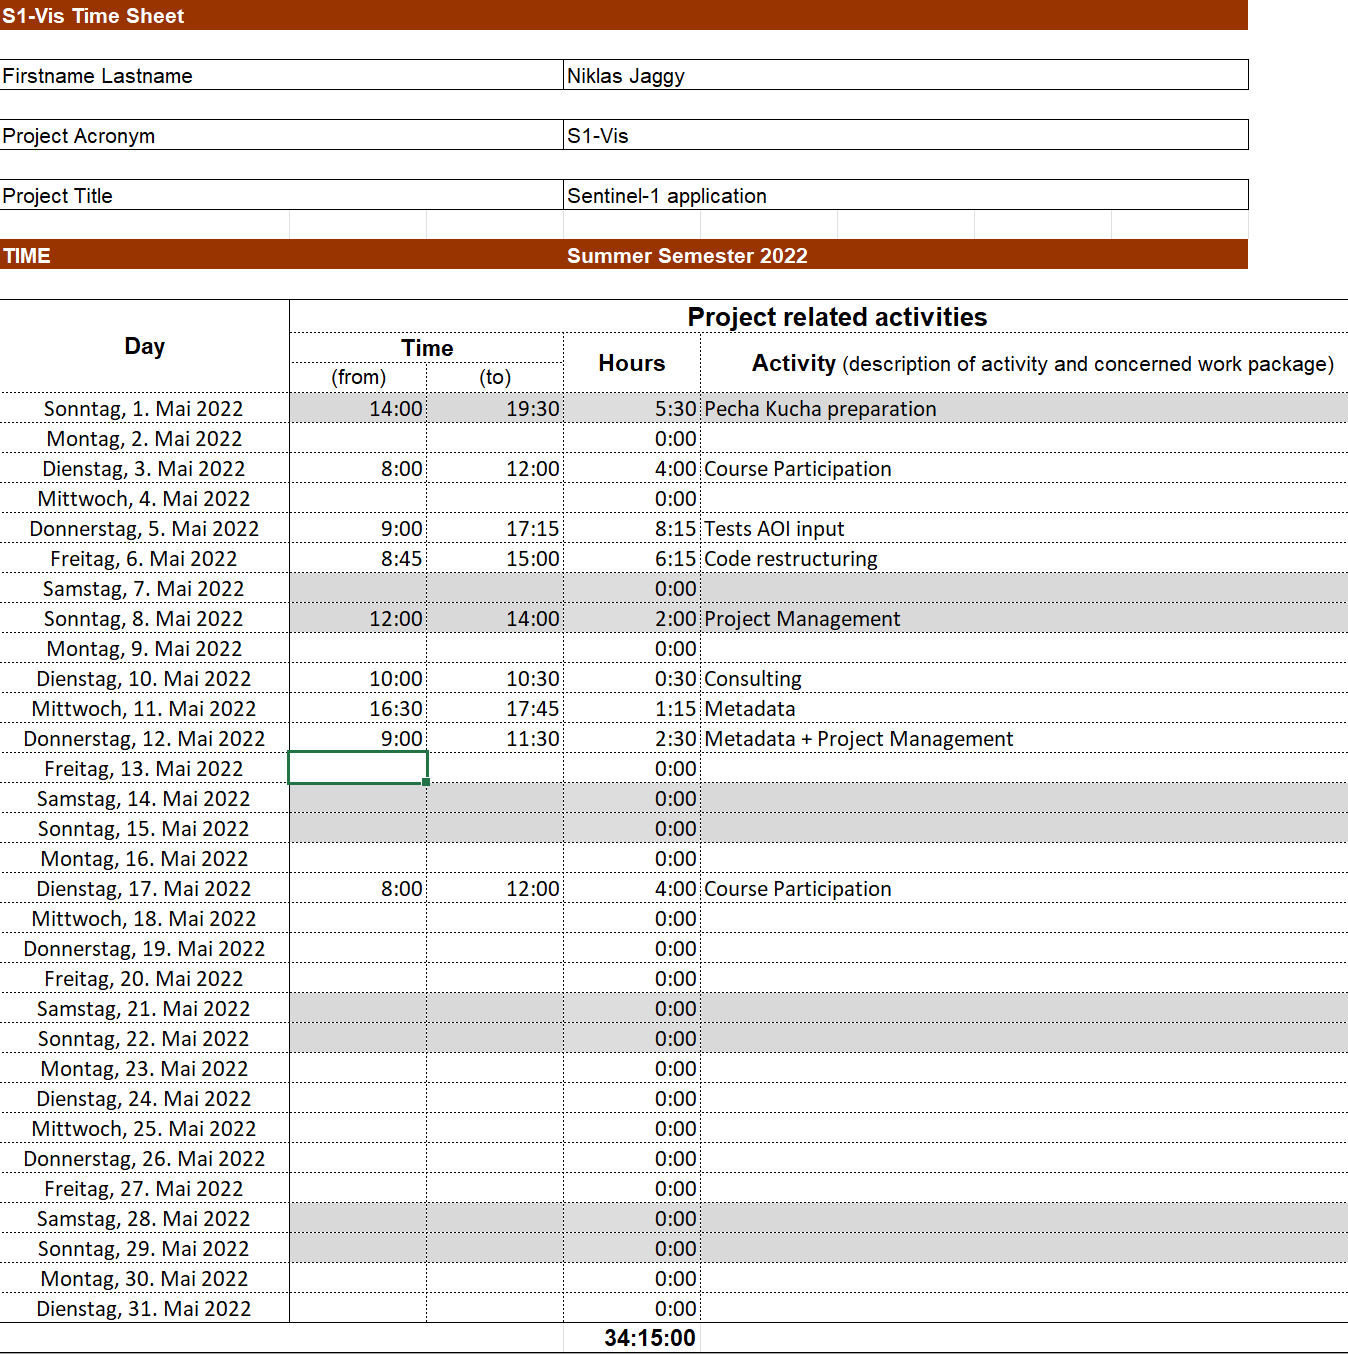 S1-Vis Time Sheet
Firstname Lastname Niklas Jaggy
Project Acronym S1-Vis
Project Title Sentinel-1 application
TIME Summer Semester 2022
Project related activities
Day Time Hours Activity (description of activity and concerned work package)
(from) (to)
Sonntag, 1. Mai 2022 14:00 19:30 5:30 Pecha Kucha preparation
Montag, 2. Mai 2022 0:00
Dienstag, 3. Mai 2022 8:00 12:00 4:00 Course Participation
Mittwoch, 4. Mai 2022 0:00
Donnerstag, 5. Mai 2022 9:00 17:15 8:15 Tests AOI input
Freitag, 6. Mai 2022 8:45 15:00 6:15 Code restructuring
Samstag, 7. Mai 2022 0:00
Sonntag, 8. Mai 2022 12:00 14:00 2:00 Project Management
Montag, 9. Mai 2022 0:00
Dienstag, 10. Mai 2022 10:00 10:30 0:30 Consulting
Mittwoch, 11. Mai 2022 16:30 17:45 1:15 Metadata
Donnerstag, 12. Mai 2022 9:00 11:30 2:30 Metadata + Project Management
Freitag, 13. Mai 2022 0:00
Samstag, 14. Mai 2022 0:00
Sonntag, 15. Mai 2022 0:00
Montag, 16. Mai 2022 0:00
Dienstag, 17. Mai 2022 8:00 12:00 4:00 Course Participation
Mittwoch, 18. Mai 2022 0:00
Donnerstag, 19. Mai 2022 0:00
Freitag, 20. Mai 2022 0:00
Samstag, 21. Mai 2022 0:00
Sonntag, 22. Mai 2022 0:00
Montag, 23. Mai 2022 0:00
Dienstag, 24. Mai 2022 0:00
Mittwoch, 25. Mai 2022 0:00
Donnerstag, 26. Mai 2022 0:00
Freitag, 27. Mai 2022 0:00
Samstag, 28. Mai 2022 0:00
Sonntag, 29. Mai 2022 0:00
Montag, 30. Mai 2022 0:00
Dienstag, 31. Mai 2022 0:00
34:15:00